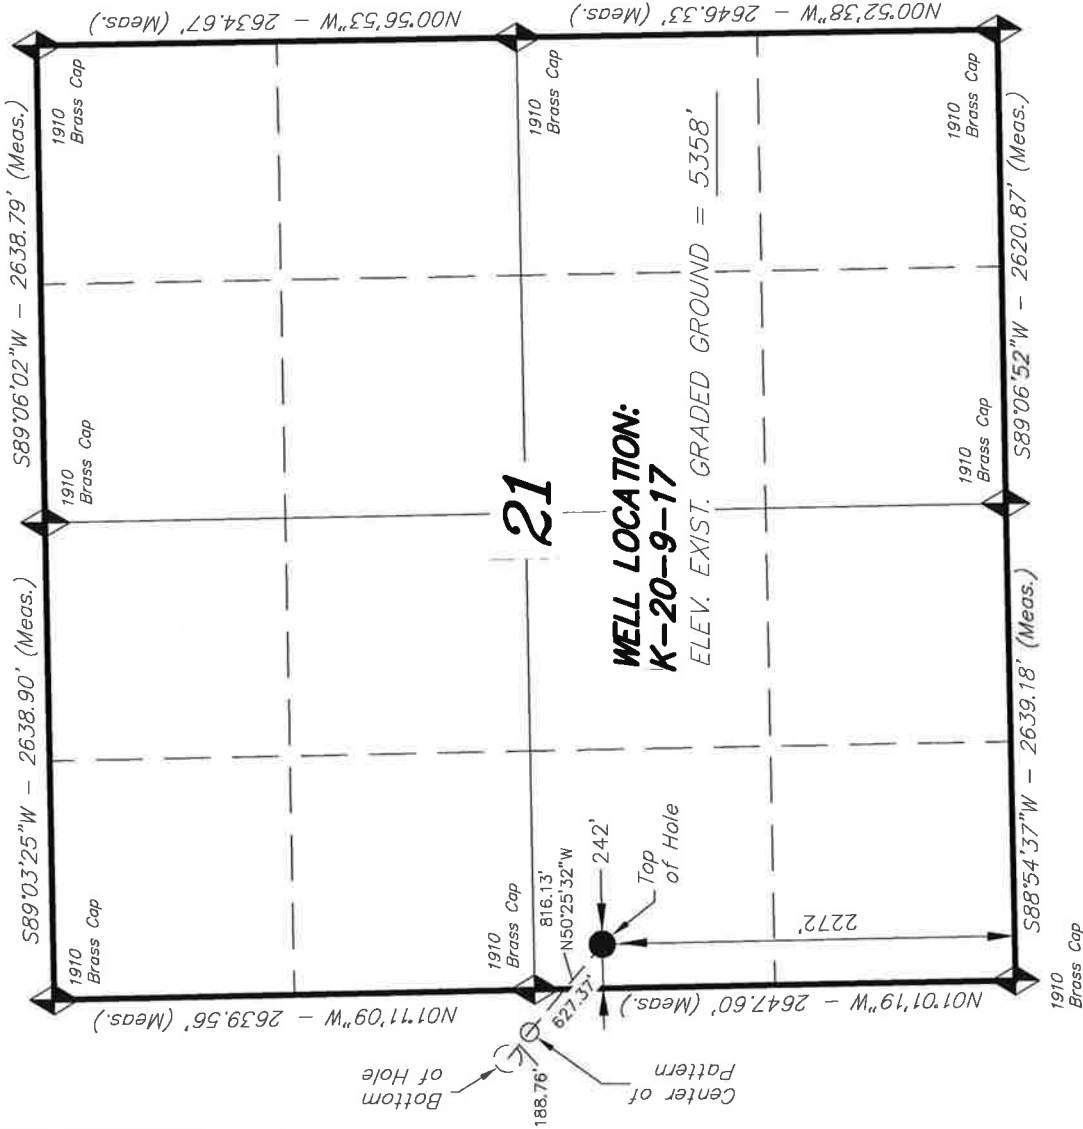 N00°56'53"W - 2634.67' (Meas.)
N00°52'38"W - 2646.33' (Meas.)
S89°06'02"W - 2638.79' (Meas.)
1910
Brass Cap
1910
Brass Cap
1910
Brass Cap
S89°06'52"W - 2620.87' (Meas.)
1910
Brass Cap
1910
Brass Cap
S89°03'25"W - 2638.90' (Meas.)
21
WELL LOCATION:
K-20-9-17
ELEV. EXIST. GRADED GROUND = 5358'
S88°54'37"W - 2639.18' (Meas.)
1910
Brass Cap
1910
Brass Cap
816.13'
N50°25'32"W
242'
Top
of Hole
2272'
627.37'
188.76'
Bottom
of Hole
Center of
Pattern
N01°11'09"W - 2639.56' (Meas.)
N01°01'19"W - 2647.60' (Meas.)
1910
Brass Cap